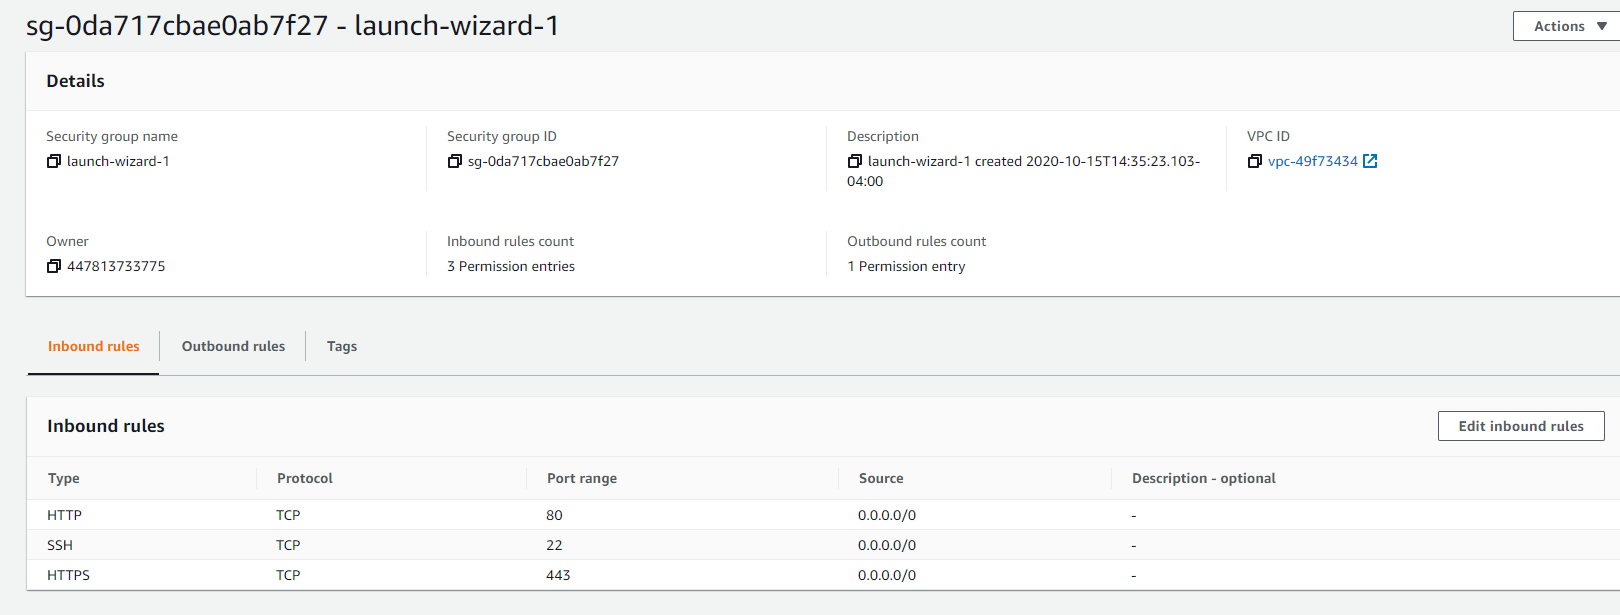 sg-0da717cbae0ab7f27 - launch-wizard-1
Actions
Details
Security group name
launch-wizard-1
Security group ID
sg-0da717cbae0ab7f27
Description
launch-wizard-1 created 2020-10-15T14:35:23.103-
04:00
VPC ID
vpc-49f73434
Owner
447813733775
Inbound rules count
3 Permission entries
Outbound rules count
1 Permission entry
Inbound rules Outbound rules Tags
Inbound rules
Edit inbound rules
Type Protocol Port range Source Description - optional
HTTP TCP 80 0.0.0.0/0 -
SSH TCP 22 0.0.0.0/0 -
HTTPS TCP 443 0.0.0.0/0 -